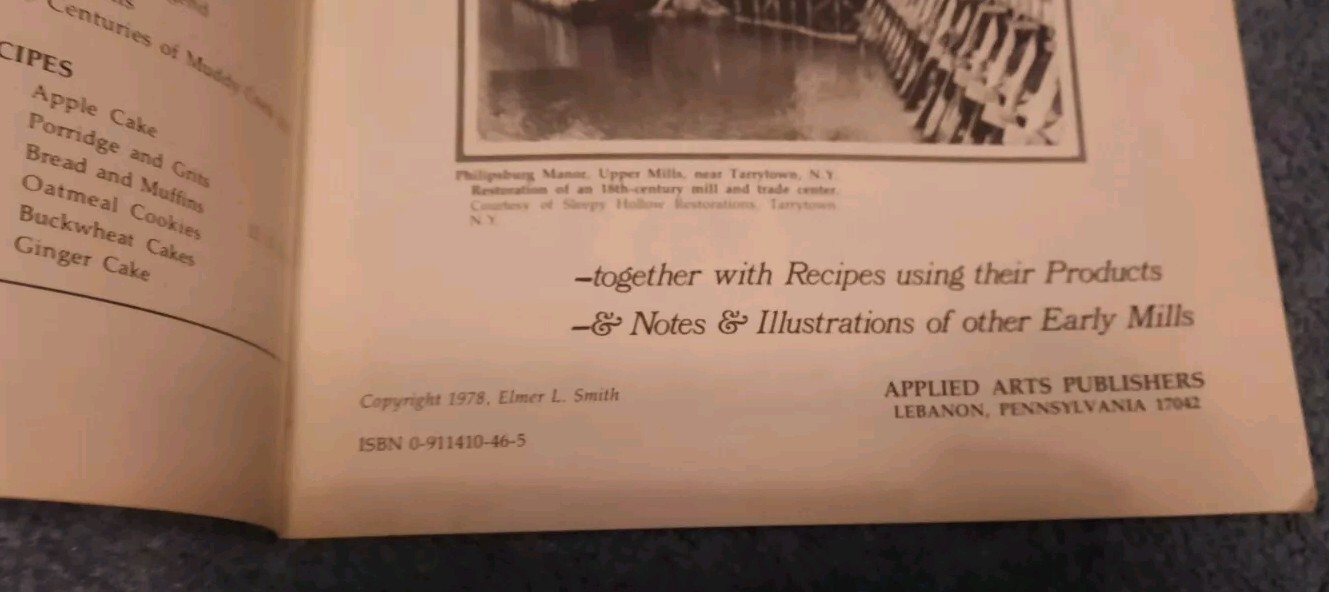 Centuries of Muddy
CIPES
Apple Cake
Porridge and Grits
Bread and Muffins
Oatmeal Cookies
Buckwheat Cakes
Ginger Cake
Philipsburg Manor, Upper Mills, near Tarrytown, N.Y.
Restoration of an 18th-century mill and trade center.
Courtesy of Sleepy Hollow Restorations, Tarrytown,
N.Y.
—together with Recipes using their Products
—& Notes & Illustrations of other Early Mills
Copyright 1978, Elmer L. Smith
ISBN 0-911410-46-5
APPLIED ARTS PUBLISHERS
LEBANON, PENNSYLVANIA 17042